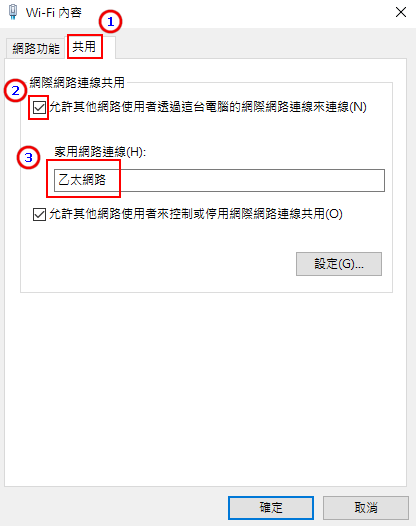 Wi-Fi 內容
1
網路功能 共用
網際網路連線共用
2
允許其他網路使用者透過這台電腦的網際網路連線來連線(N)
3
家用網路連線(H):
乙太網路
允許其他網路使用者來控制或停用網際網路連線共用(O)
設定(G)...
確定 取消